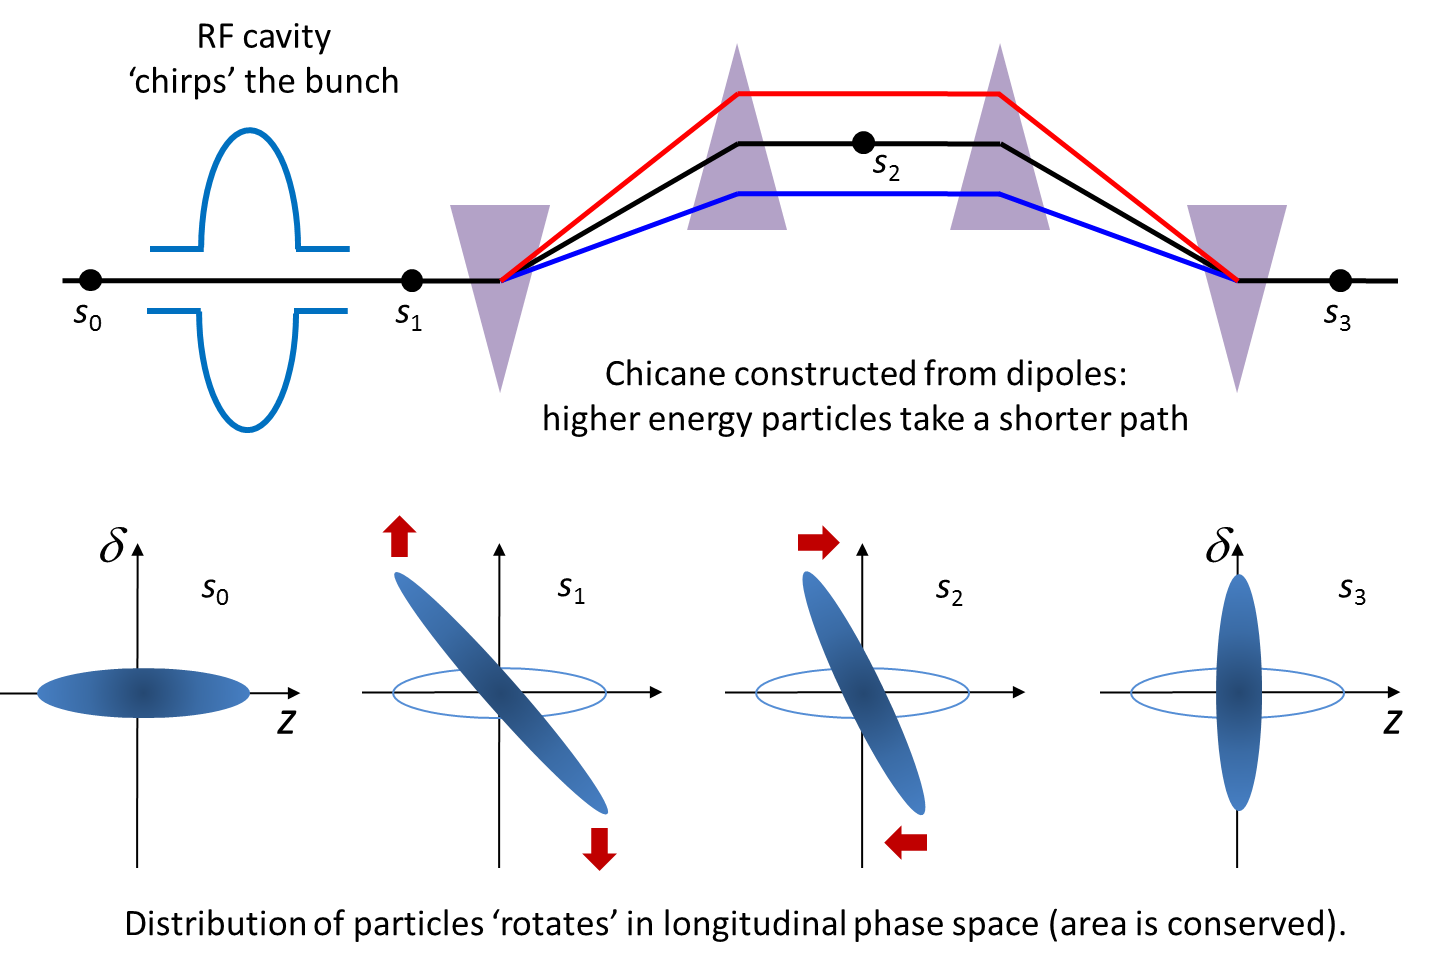 RF cavity
‘chirps’ the bunch
s2
s0
s1
s3
Chicane constructed from dipoles:
higher energy particles take a shorter path
δ
s0
z
s1
s2
δ
s3
z
Distribution of particles ‘rotates’ in longitudinal phase space (area is conserved).